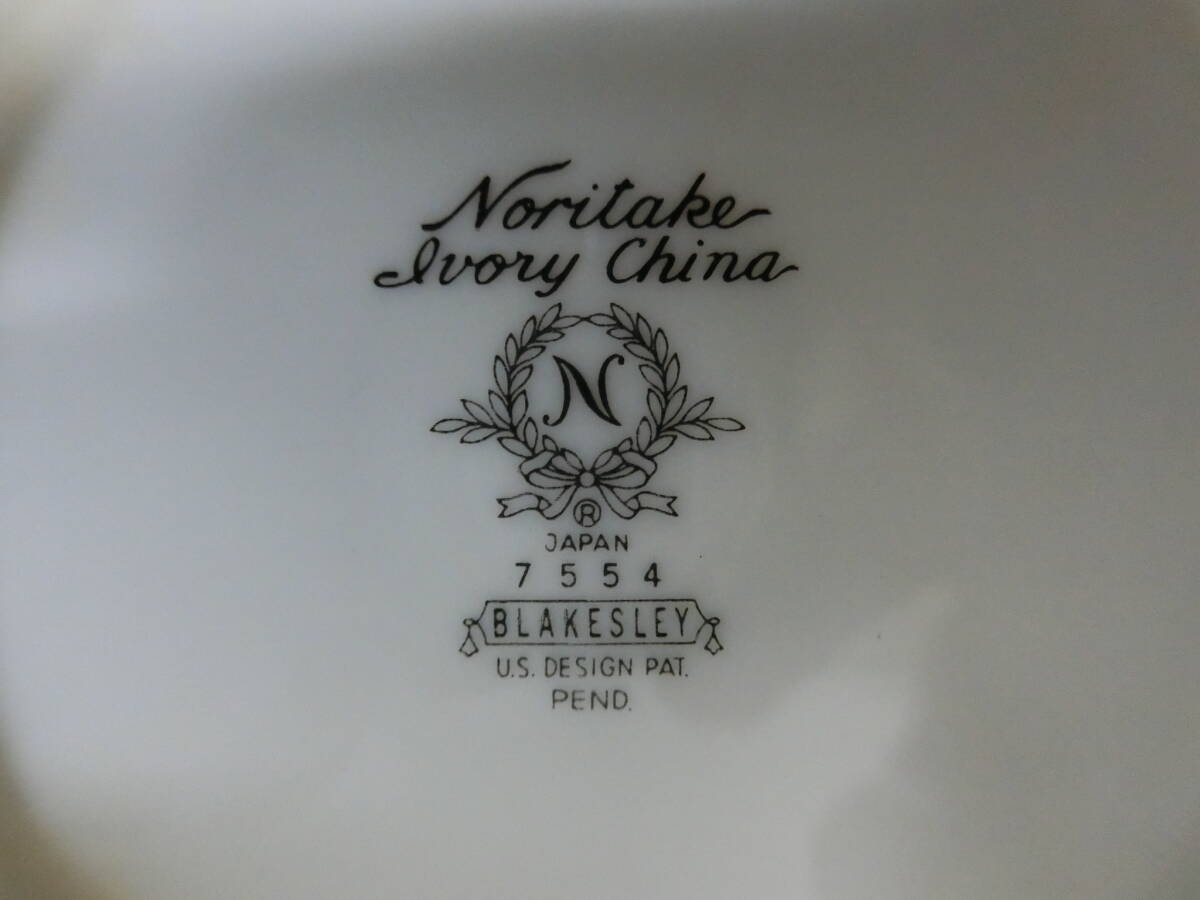 Noritake
Ivory China
N
®
JAPAN
7554
BLAKESLEY
U.S. DESIGN PAT.
PEND.